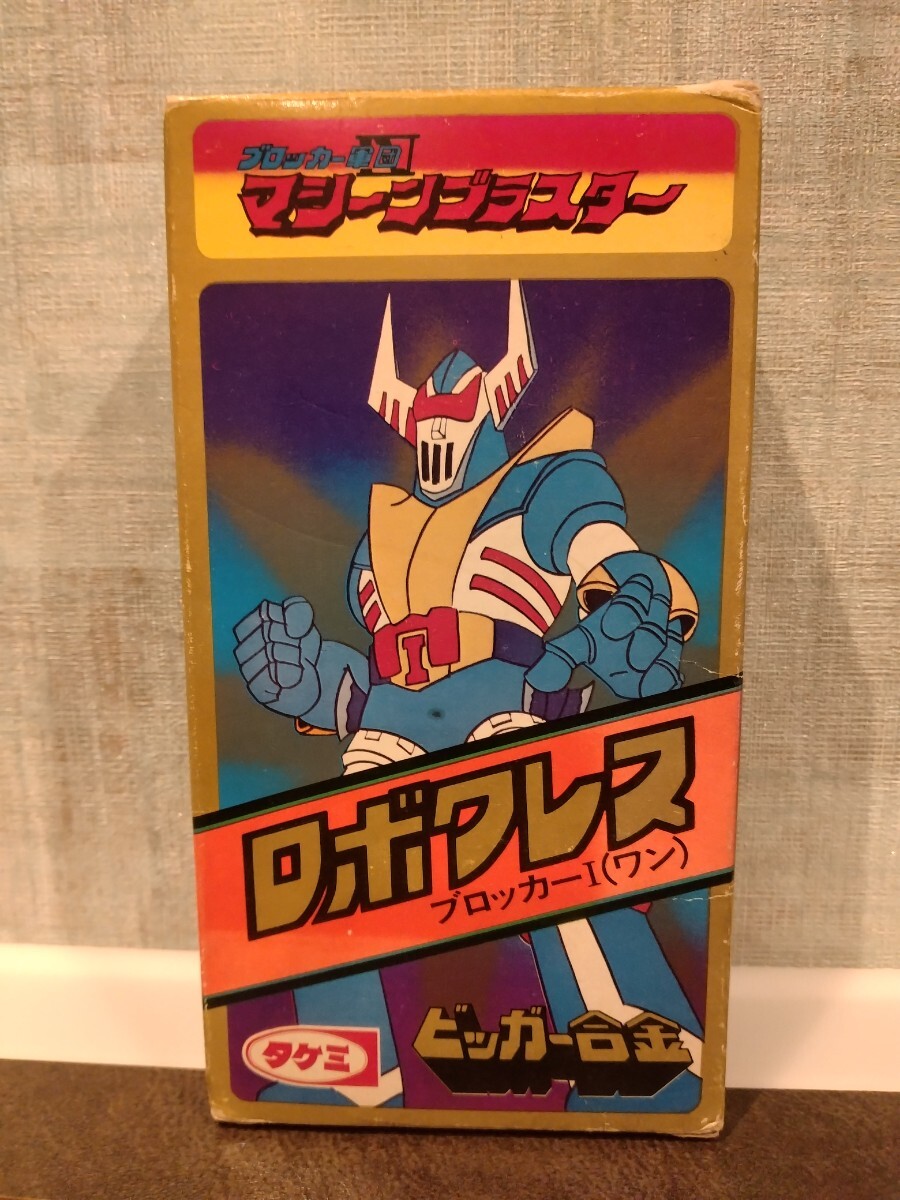 ブロッカー軍団IV
マシーンブラスター
I
ロボクレス
ブロッカーI(ワン)
タケミ
ビッガー合金